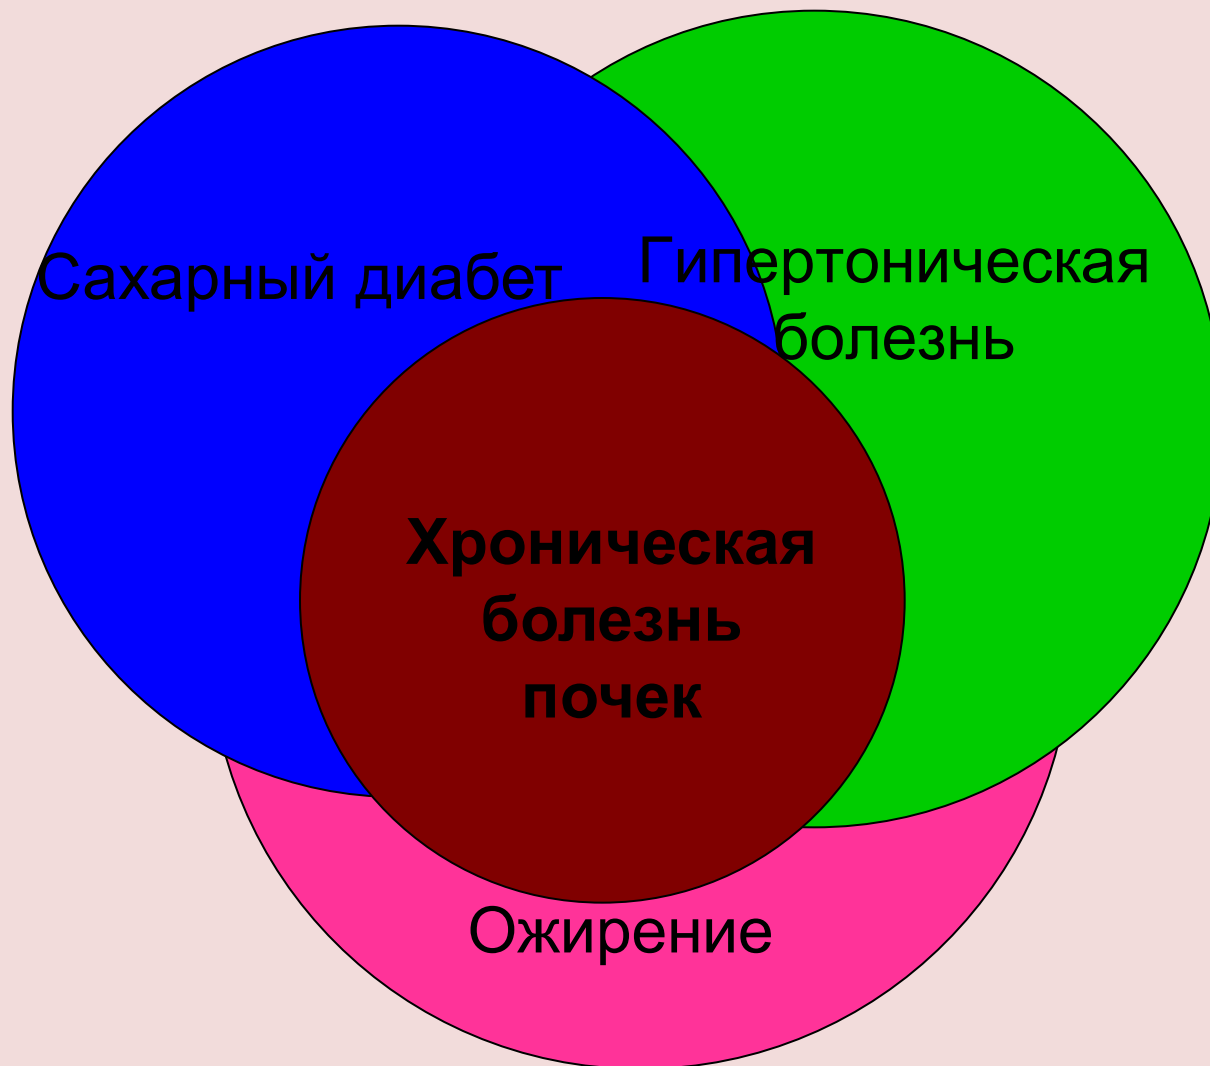 Сахарный диабет
Гипертоническая
болезнь
Хроническая
болезнь
почек
Ожирение